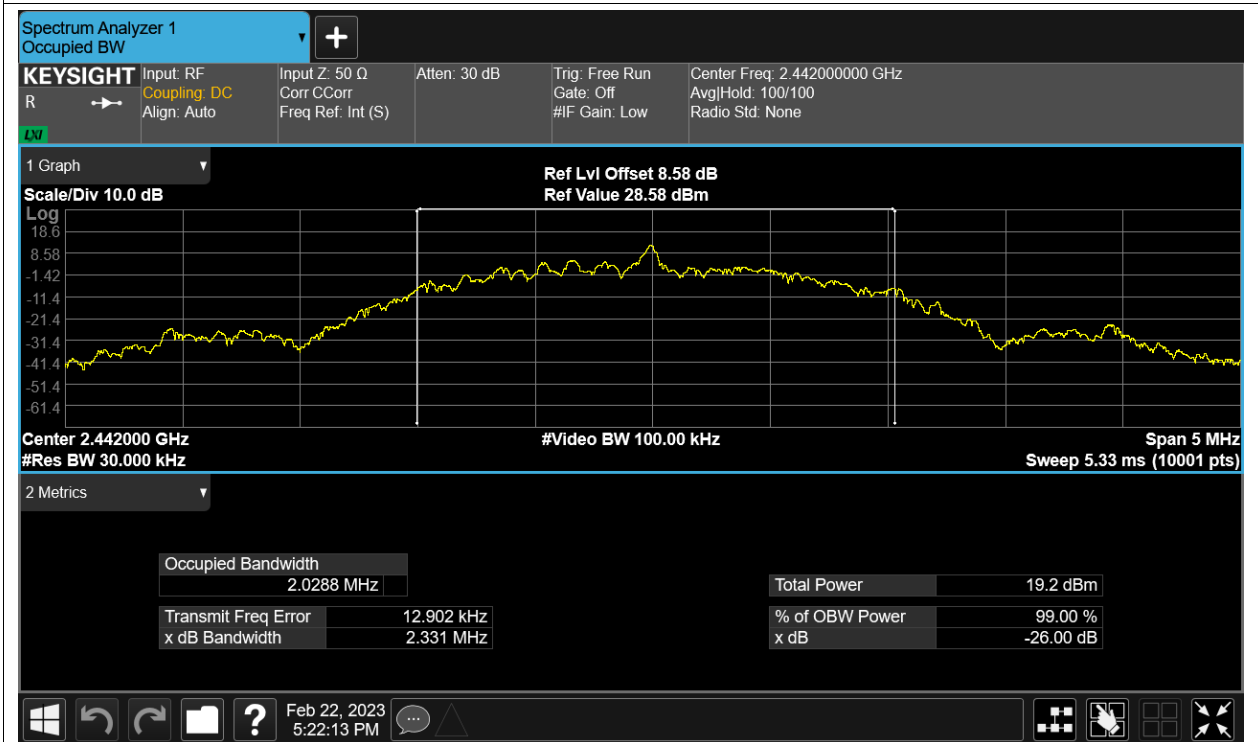 Spectrum Analyzer 1
Occupied BW
KEYSIGHT
R
LXI
Input: RF
Coupling: DC
Align: Auto
Input Z: 50 Ω
Corr CCorr
Freq Ref: Int (S)
Atten: 30 dB
Trig: Free Run
Gate: Off
#IF Gain: Low
Center Freq: 2.442000000 GHz
Avg|Hold: 100/100
Radio Std: None
1 Graph
Scale/Div 10.0 dB
Ref Lvl Offset 8.58 dB
Ref Value 28.58 dBm
Log
18.6
8.58
-1.42
-11.4
-21.4
-31.4
-41.4
-51.4
-61.4
Center 2.442000 GHz
#Res BW 30.000 kHz
#Video BW 100.00 kHz
Span 5 MHz
Sweep 5.33 ms (10001 pts)
2 Metrics
Occupied Bandwidth
2.0288 MHz
Transmit Freq Error 12.902 kHz
x dB Bandwidth 2.331 MHz
Total Power 19.2 dBm
% of OBW Power 99.00 %
x dB -26.00 dB
?
Feb 22, 2023
5:22:13 PM